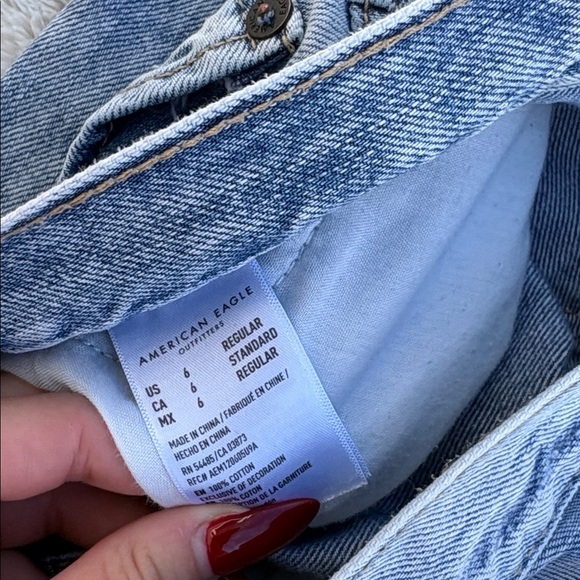 AMERICAN EAGLE
OUTFITTERS
US 6 REGULAR
CA 6 STANDARD
MX 6 REGULAR
MADE IN CHINA / FABRIQUÉ EN CHINE /
HECHO EN CHINA
RN 54485 / CA 03873
RFC# AEM120605U9A
EN 100% COTTON
EXCLUSIVE OF DECORATION
100% COTON
DE LA GARNITURE